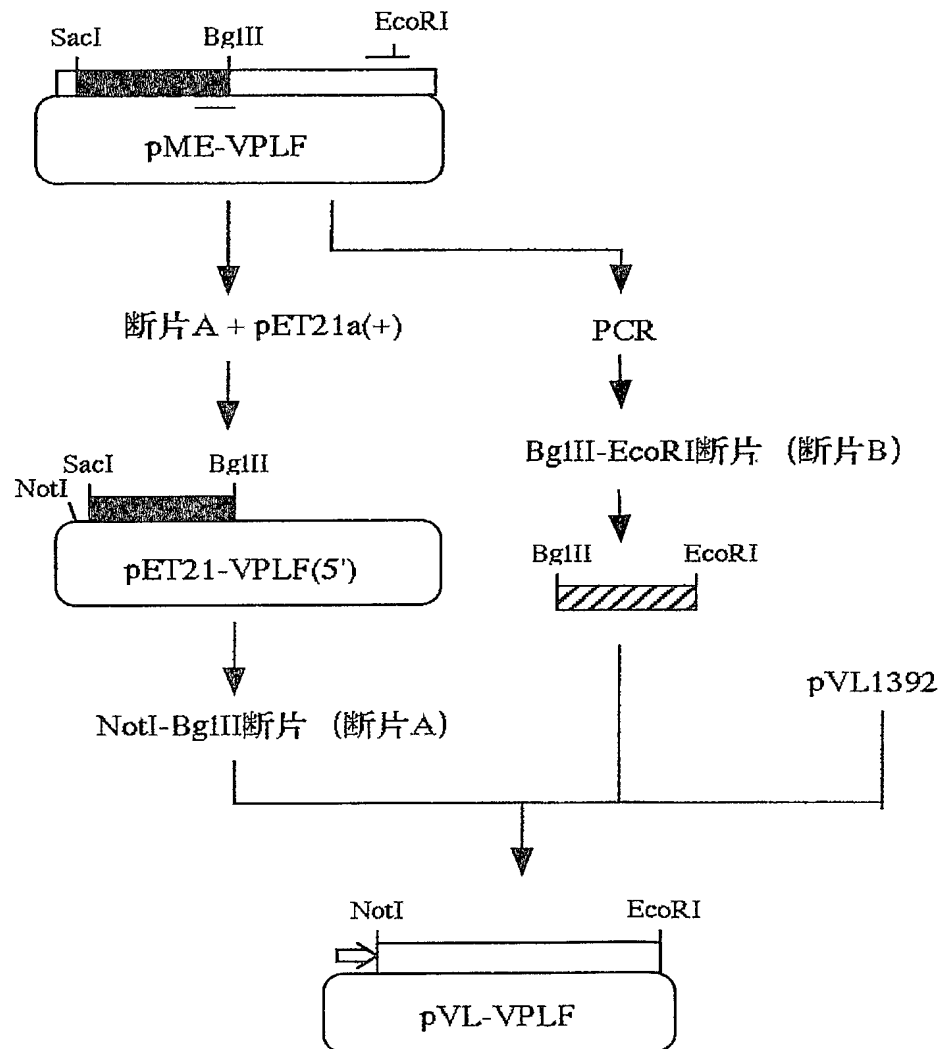 EcoRI
SacI
BglII
pME-VPLF
断片A + pET21a(+)
PCR
BglII-EcoRI断片 (断片B)
SacI
BglII
NotI
pET21-VPLF(5')
BglII
EcoRI
pVL1392
NotI-BglII断片 (断片A)
NotI
EcoRI
pVL-VPLF